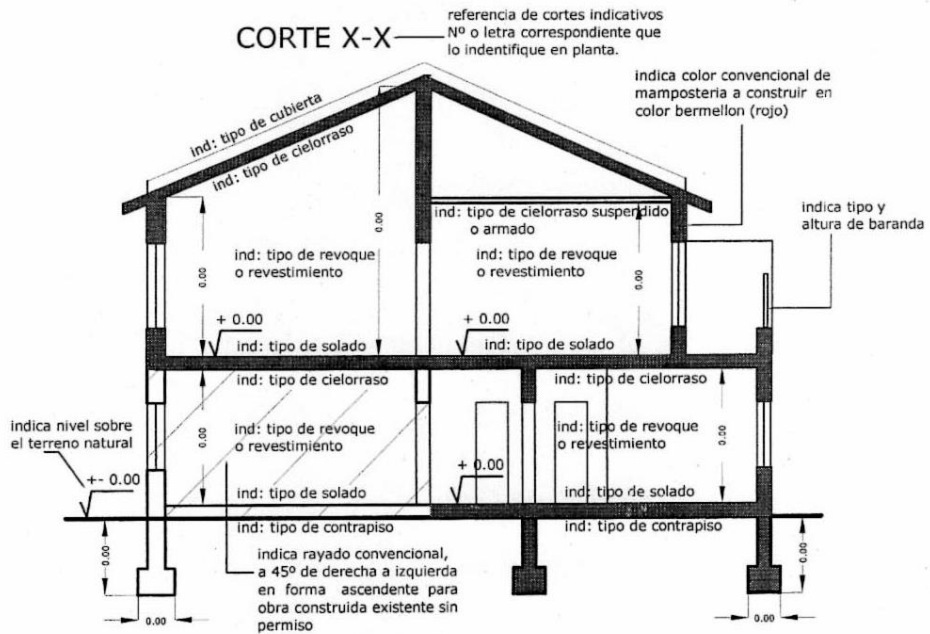 CORTE X-X
referencia de cortes indicativos
Nº o letra correspondiente que
lo indentifique en planta.
indica color convencional de
mamposteria a construir en
color bermellon (rojo)
ind: tipo de cubierta
ind: tipo de cielorraso
ind: tipo de cielorraso suspendido
o armado
indica tipo y
altura de baranda
0.00
ind: tipo de revoque
o revestimiento
ind: tipo de revoque
o revestimiento
0.00
0.00
+ 0.00
+ 0.00
ind: tipo de solado
ind: tipo de solado
ind: tipo de cielorraso
ind: tipo de cielorraso
indica nivel sobre
el terreno natural
ind: tipo de revoque
o revestimiento
ind: tipo de revoque
o revestimiento
0.00
0.00
+- 0.00
+ 0.00
ind: tipo de solado
ind: tipo de solado
ind: tipo de contrapiso
ind: tipo de contrapiso
0.00
0.00
indica rayado convencional,
a 45º de derecha a izquierda
en forma ascendente para
obra construida existente sin
permiso
0.00
0.00